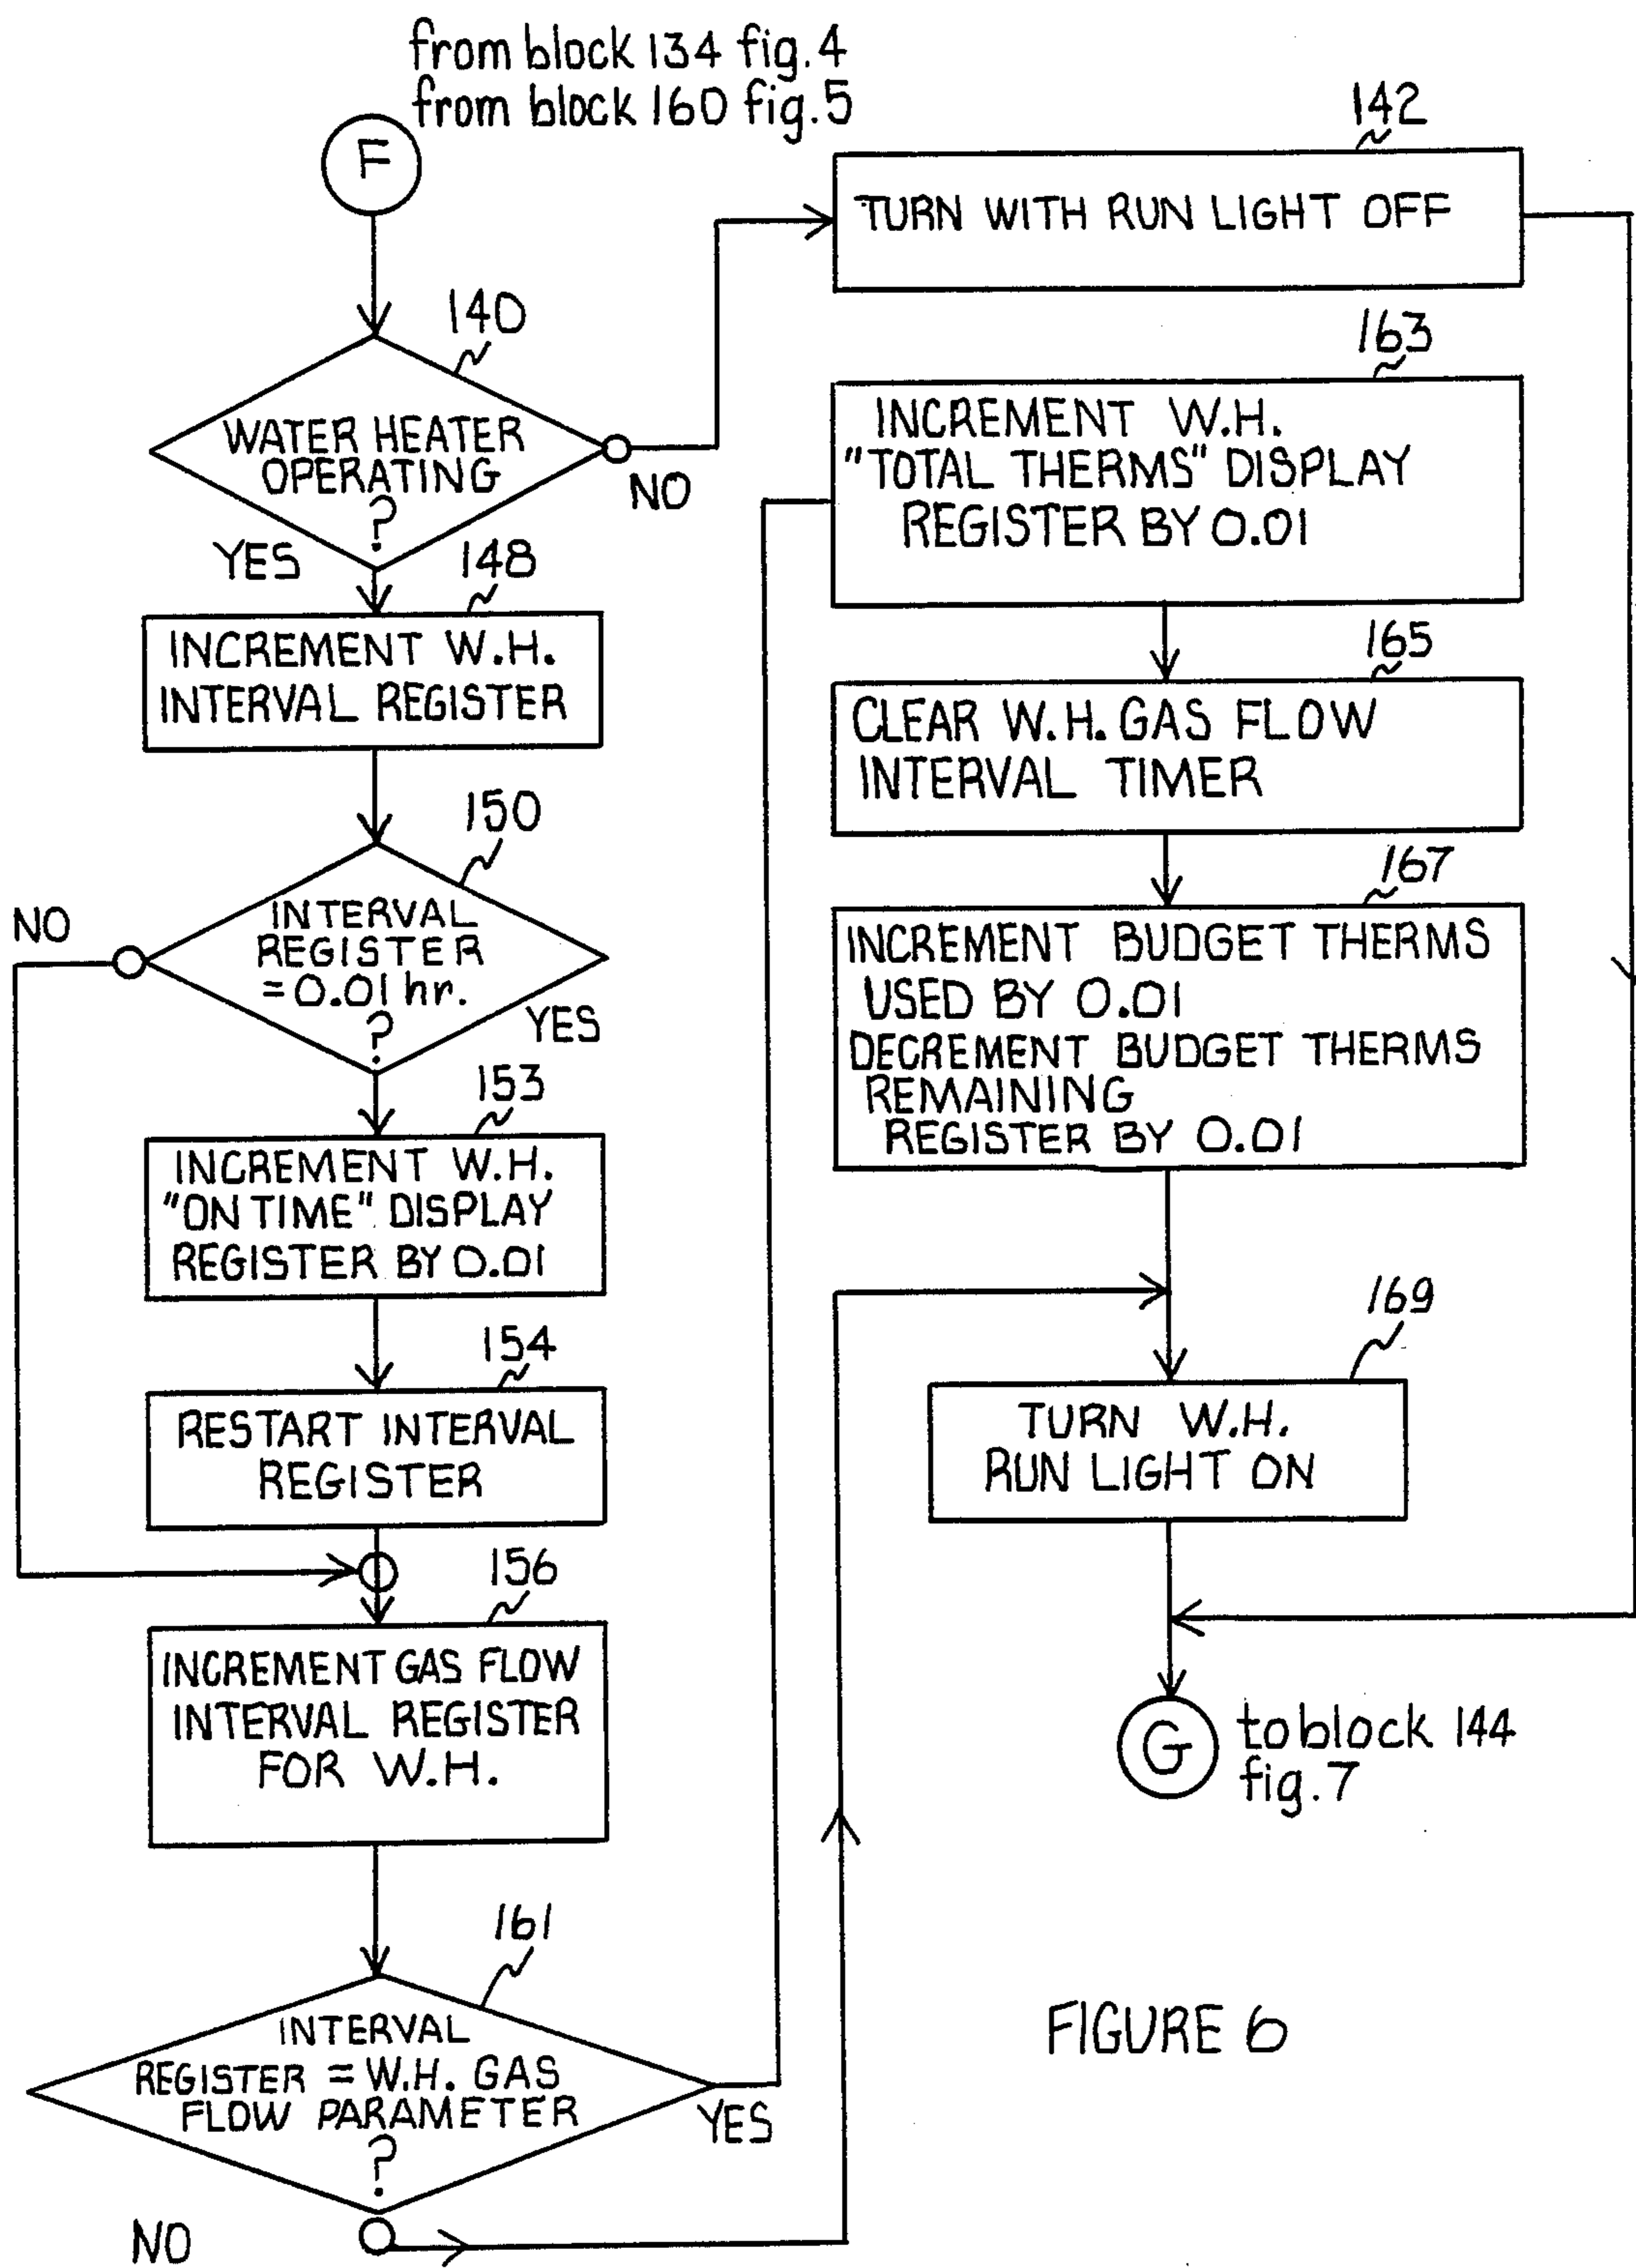 from block 134 fig.4
from block 160 fig.5
F
140
WATER HEATER
OPERATING
?
NO
YES
148
INCREMENT W.H.
INTERVAL REGISTER
150
INTERVAL
REGISTER
=0.01 hr.
?
NO
YES
153
INCREMENT W.H.
"ON TIME" DISPLAY
REGISTER BY 0.01
154
RESTART INTERVAL
REGISTER
156
INCREMENT GAS FLOW
INTERVAL REGISTER
FOR W.H.
161
INTERVAL
REGISTER = W.H. GAS
FLOW PARAMETER
?
YES
NO
142
TURN WITH RUN LIGHT OFF
163
INCREMENT W.H.
"TOTAL THERMS" DISPLAY
REGISTER BY 0.01
165
CLEAR W.H. GAS FLOW
INTERVAL TIMER
167
INCREMENT BUDGET THERMS
USED BY 0.01
DECREMENT BUDGET THERMS
REMAINING
REGISTER BY 0.01
169
TURN W.H.
RUN LIGHT ON
G
to block 144
fig.7
FIGURE 6